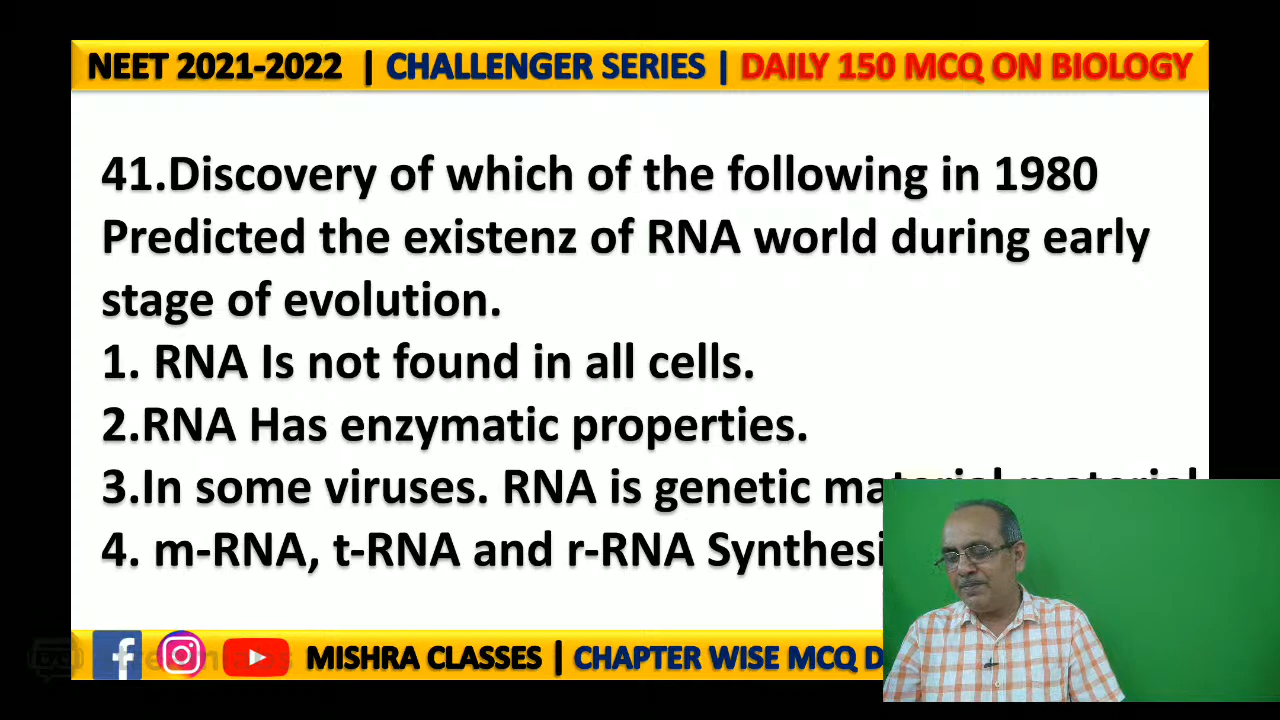 NEET 2021-2022 | CHALLENGER SERIES | DAILY 150 MCQ ON BIOLOGY
41.Discovery of which of the following in 1980
Predicted the existenz of RNA world during early
stage of evolution.
1. RNA Is not found in all cells.
2.RNA Has enzymatic properties.
3.In some viruses. RNA is genetic material material
4. m-RNA, t-RNA and r-RNA
MISHRA CLASSES | CHAPTER WISE MCQ